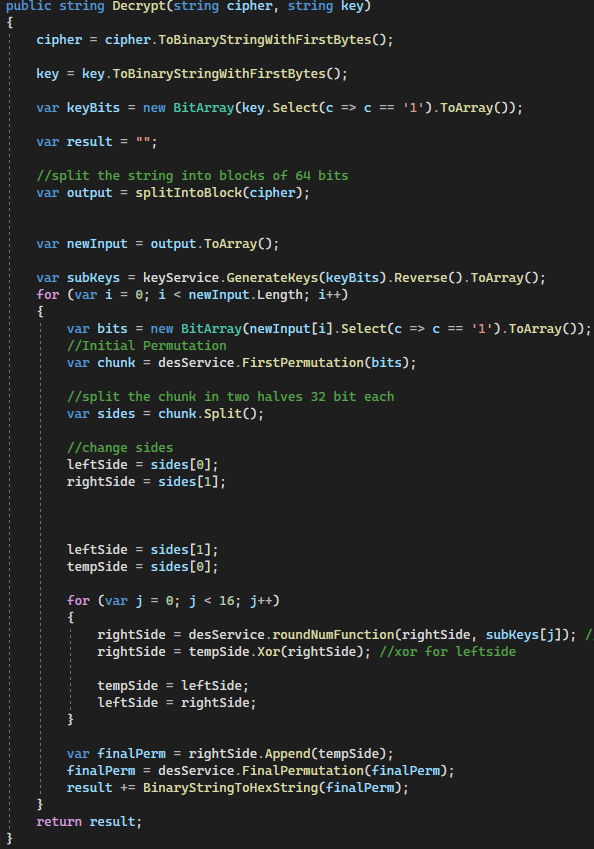 public string Decrypt(string cipher, string key)
{
cipher = cipher.ToBinaryStringWithFirstBytes();
key = key.ToBinaryStringWithFirstBytes();
var keyBits = new BitArray(key.Select(c => c == '1').ToArray());
var result = "";
//split the string into blocks of 64 bits
var output = splitIntoBlock(cipher);
var newInput = output.ToArray();
var subKeys = keyService.GenerateKeys(keyBits).Reverse().ToArray();
for (var i = 0; i < newInput.Length; i++)
{
var bits = new BitArray(newInput[i].Select(c => c == '1').ToArray());
//Initial Permutation
var chunk = desService.FirstPermutation(bits);
//split the chunk in two halves 32 bit each
var sides = chunk.Split();
//change sides
leftSide = sides[0];
rightSide = sides[1];
leftSide = sides[1];
tempSide = sides[0];
for (var j = 0; j < 16; j++)
{
rightSide = desService.roundNumFunction(rightSide, subKeys[j]); //
rightSide = tempSide.Xor(rightSide); //xor for leftside
tempSide = leftSide;
leftSide = rightSide;
}
var finalPerm = rightSide.Append(tempSide);
finalPerm = desService.FinalPermutation(finalPerm);
result += BinaryStringToHexString(finalPerm);
}
return result;
}